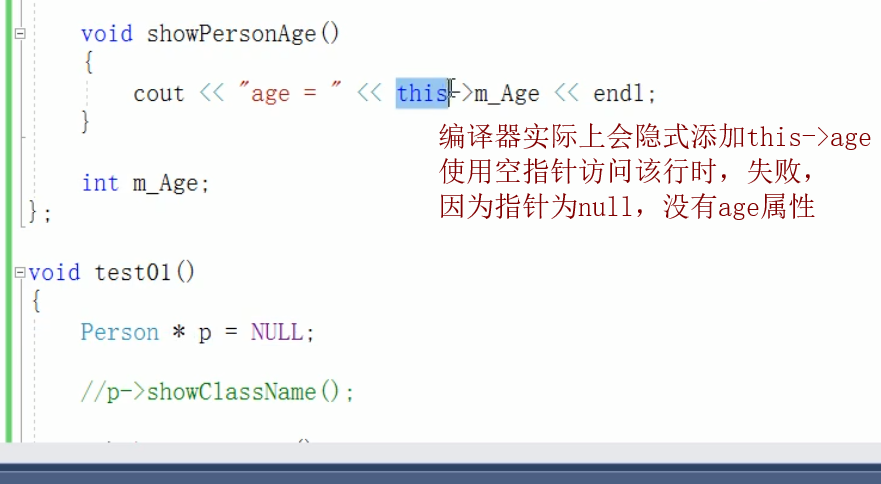 void showPersonAge()
{
cout << "age = " << this->m_Age << endl;
}
编译器实际上会隐式添加this->age
使用空指针访问该行时，失败，
因为指针为null，没有age属性
int m_Age;
};
void test01()
{
Person * p = NULL;
//p->showClassName();